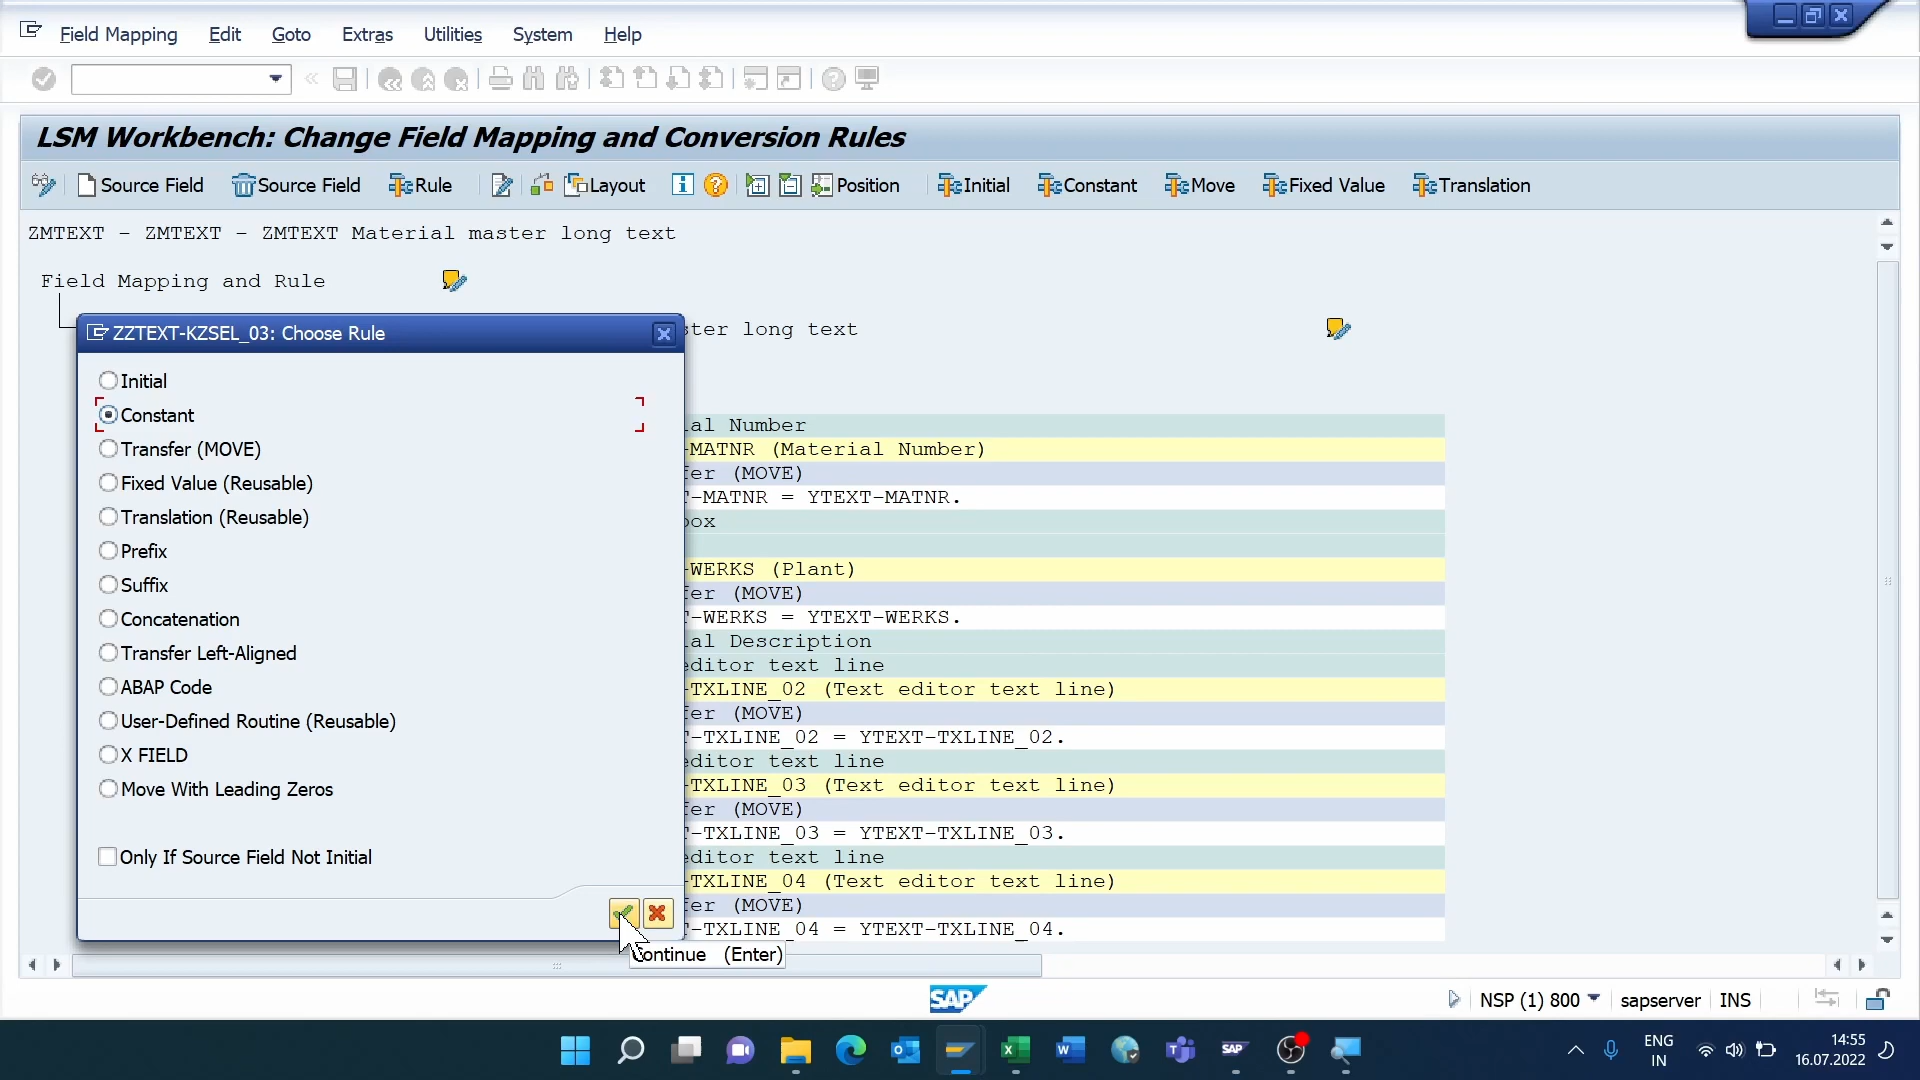 Field Mapping Edit Goto Extras Utilities System Help
LSM Workbench: Change Field Mapping and Conversion Rules
Source Field Source Field Rule Layout Position Initial Constant Move Fixed Value Translation
ZMTEXT - ZMTEXT - ZMTEXT Material master long text
Field Mapping and Rule
ster long text
ZZTEXT-KZSEL_03: Choose Rule
Initial
Constant
Transfer (MOVE)
Fixed Value (Reusable)
Translation (Reusable)
Prefix
Suffix
Concatenation
Transfer Left-Aligned
ABAP Code
User-Defined Routine (Reusable)
X FIELD
Move With Leading Zeros
Only If Source Field Not Initial
Continue (Enter)
al Number
-MATNR (Material Number)
fer (MOVE)
T-MATNR = YTEXT-MATNR.
box
-WERKS (Plant)
fer (MOVE)
T-WERKS = YTEXT-WERKS.
al Description
editor text line
-TXLINE_02 (Text editor text line)
fer (MOVE)
T-TXLINE_02 = YTEXT-TXLINE_02.
editor text line
-TXLINE_03 (Text editor text line)
fer (MOVE)
T-TXLINE_03 = YTEXT-TXLINE_03.
editor text line
-TXLINE_04 (Text editor text line)
fer (MOVE)
T-TXLINE_04 = YTEXT-TXLINE_04.
SAP
NSP (1) 800 sapserver INS
SAP
ENG
IN
14:55
16.07.2022